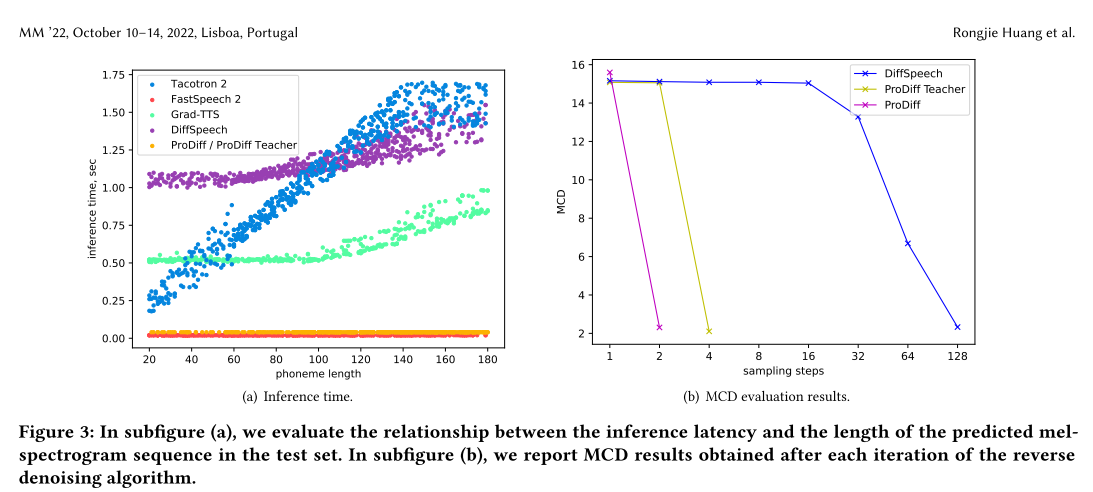 MM ’22, October 10–14, 2022, Lisboa, Portugal
Rongjie Huang et al.
1.75
1.50
1.25
1.00
0.75
0.50
0.25
0.00
inference time, sec
Tacotron 2
FastSpeech 2
Grad-TTS
DiffSpeech
ProDiff / ProDiff Teacher
20 40 60 80 100 120 140 160 180
phoneme length
(a) Inference time.
16
14
12
10
8
6
4
2
MCD
DiffSpeech
ProDiff Teacher
ProDiff
1 2 4 8 16 32 64 128
sampling steps
(b) MCD evaluation results.
Figure 3: In subfigure (a), we evaluate the relationship between the inference latency and the length of the predicted mel-
spectrogram sequence in the test set. In subfigure (b), we report MCD results obtained after each iteration of the reverse
denoising algorithm.